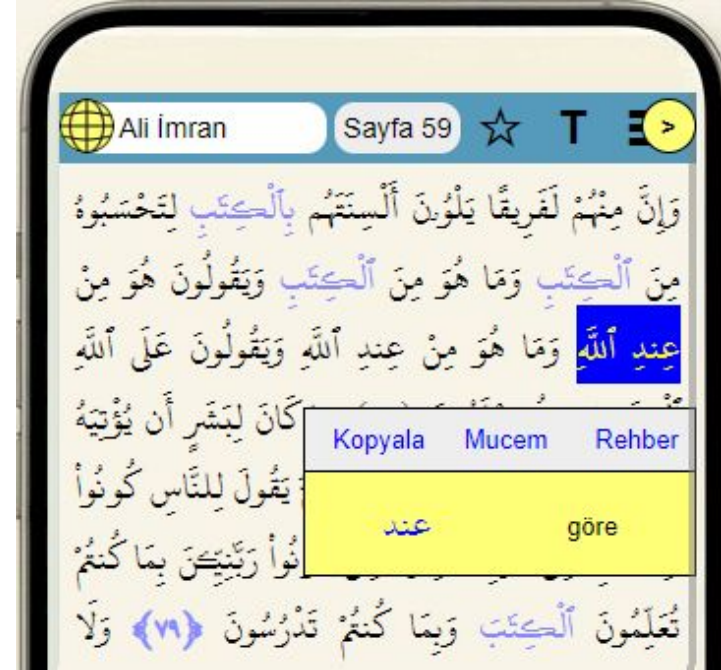 Ali İmran Sayfa 59 ☆ T >
وَإِنَّ مِنْهُمْ لَفَرِيقًا يَلْوُۥنَ أَلْسِنَتَهُم بِٱلْكِتَٰبِ لِتَحْسَبُوهُ
مِنَ ٱلْكِتَٰبِ وَمَا هُوَ مِنَ ٱلْكِتَٰبِ وَيَقُولُونَ هُوَ مِنْ
عِندِ ٱللَّهِ وَمَا هُوَ مِنْ عِندِ ٱللَّهِ وَيَقُولُونَ عَلَى ٱللَّهِ
كَانَ لِبَشَرٍ أَن يُؤْتِيَهُ
Kopyala Mucem Rehber
يَقُولَ لِلنَّاسِ كُونُوا۟
عند göre
رَبَّٰنِيِّـۧنَ بِمَا كُنتُمْ
تُعَلِّمُونَ ٱلْكِتَٰبَ وَبِمَا كُنتُمْ تَدْرُسُونَ ﴿٧٩﴾ وَلَا